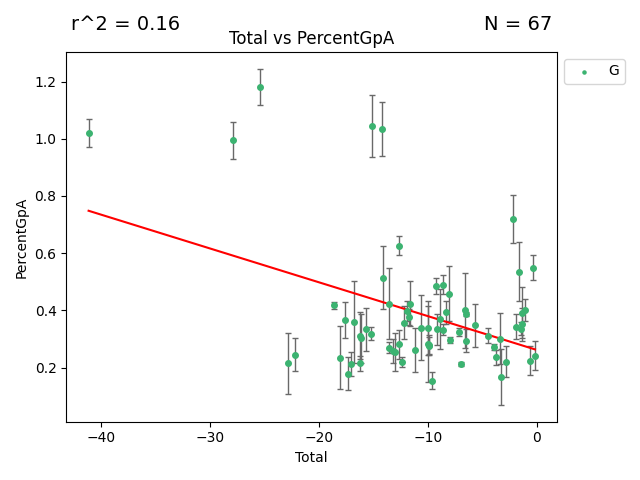 r^2 = 0.16
N = 67
Total vs PercentGpA
G
PercentGpA
1.2
1.0
0.8
0.6
0.4
0.2
−40
−30
−20
−10
0
Total